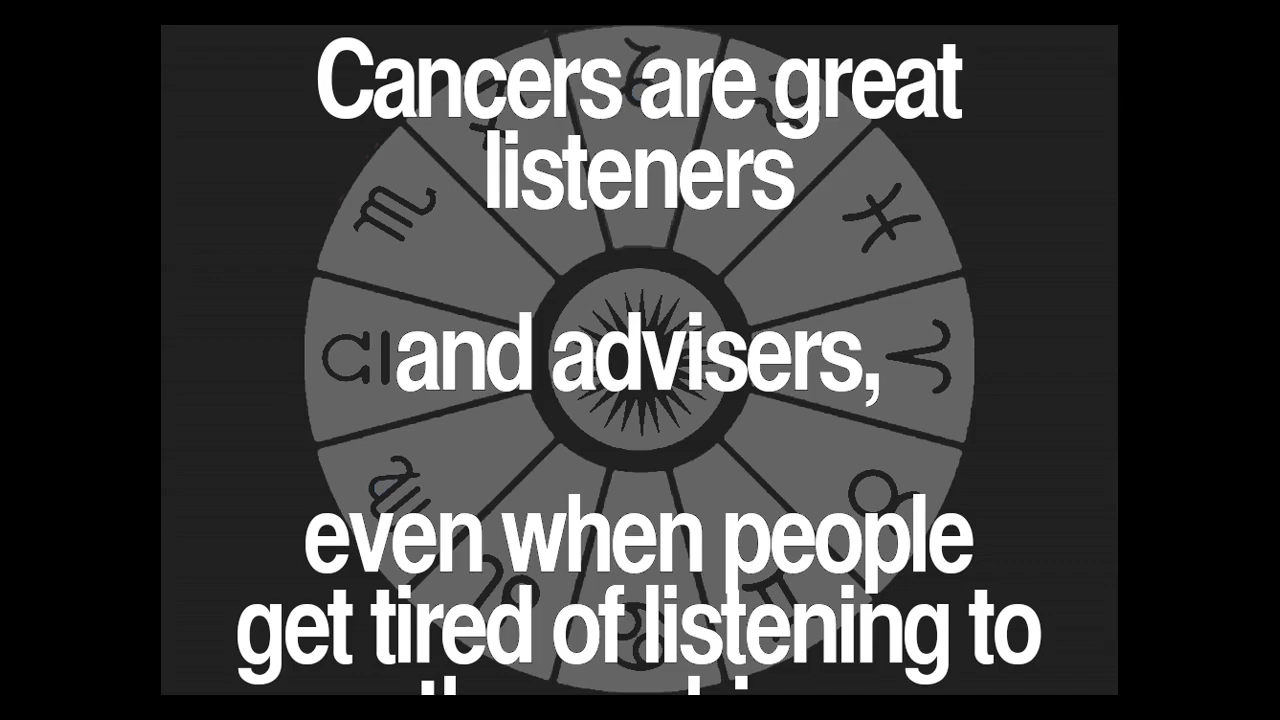 Cancers are great
listeners
and advisers,
even when people
get tired of listening to